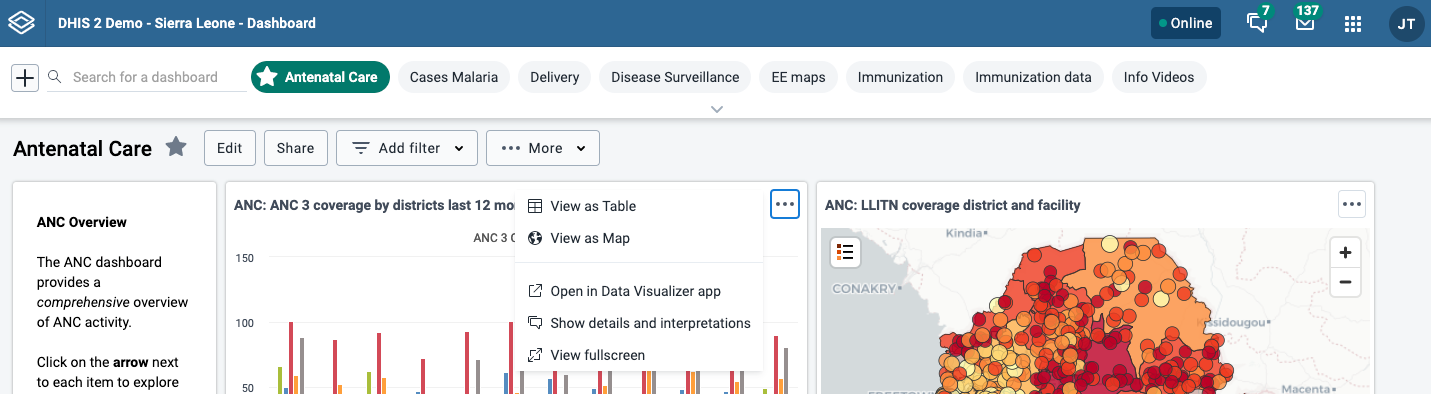 DHIS 2 Demo - Sierra Leone - Dashboard
Online
7
137
JT
Search for a dashboard
Antenatal Care
Cases Malaria
Delivery
Disease Surveillance
EE maps
Immunization
Immunization data
Info Videos
Antenatal Care
Edit
Share
Add filter
More
ANC Overview
The ANC dashboard
provides a
comprehensive overview
of ANC activity.
Click on the arrow next
to each item to explore
ANC: ANC 3 coverage by districts last 12
ANC 3
150
100
50
View as Table
View as Map
Open in Data Visualizer app
Show details and interpretations
View fullscreen
ANC: LLITN coverage district and facility
Kindia
CONAKRY
Macenta